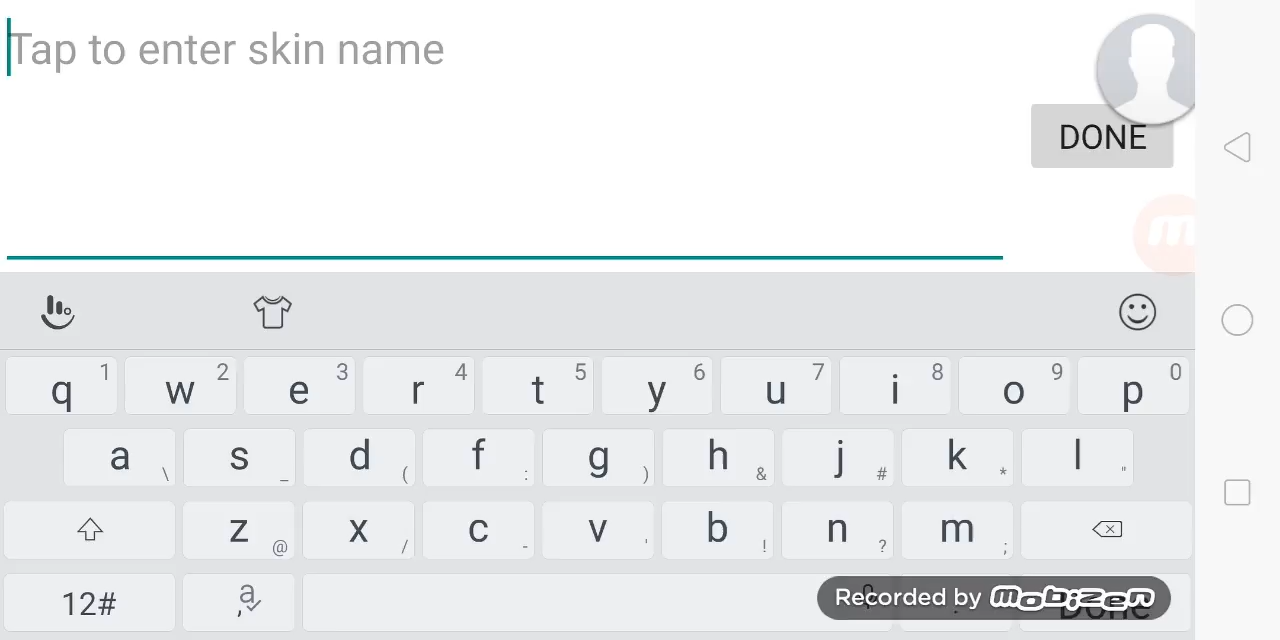 Tap to enter skin name
DONE
q 1 w 2 e 3 r 4 t 5 y 6 u 7 i 8 o 9 p 0
a \ s _ d ( f : g ) h & j # k * l "
z @ x / c - v ' b ! n ? m ;
12# , a Recorded by mobizen Done